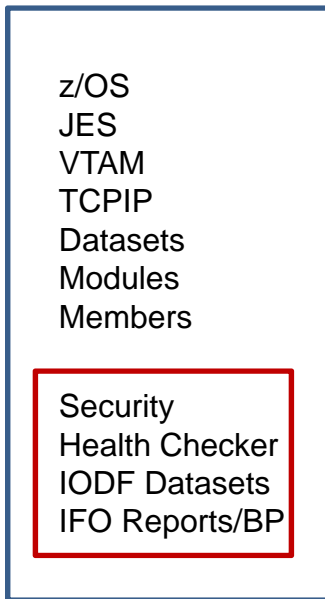 z/OS
JES
VTAM
TCPIP
Datasets
Modules
Members
Security
Health Checker
IODF Datasets
IFO Reports/BP